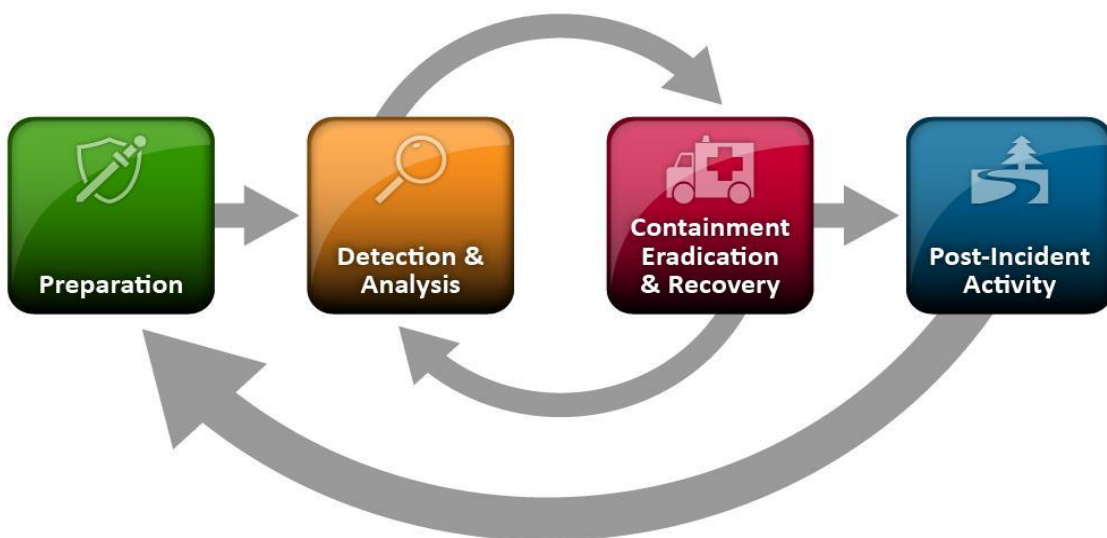 Preparation
Detection &
Analysis
Containment
Eradication
& Recovery
Post-Incident
Activity